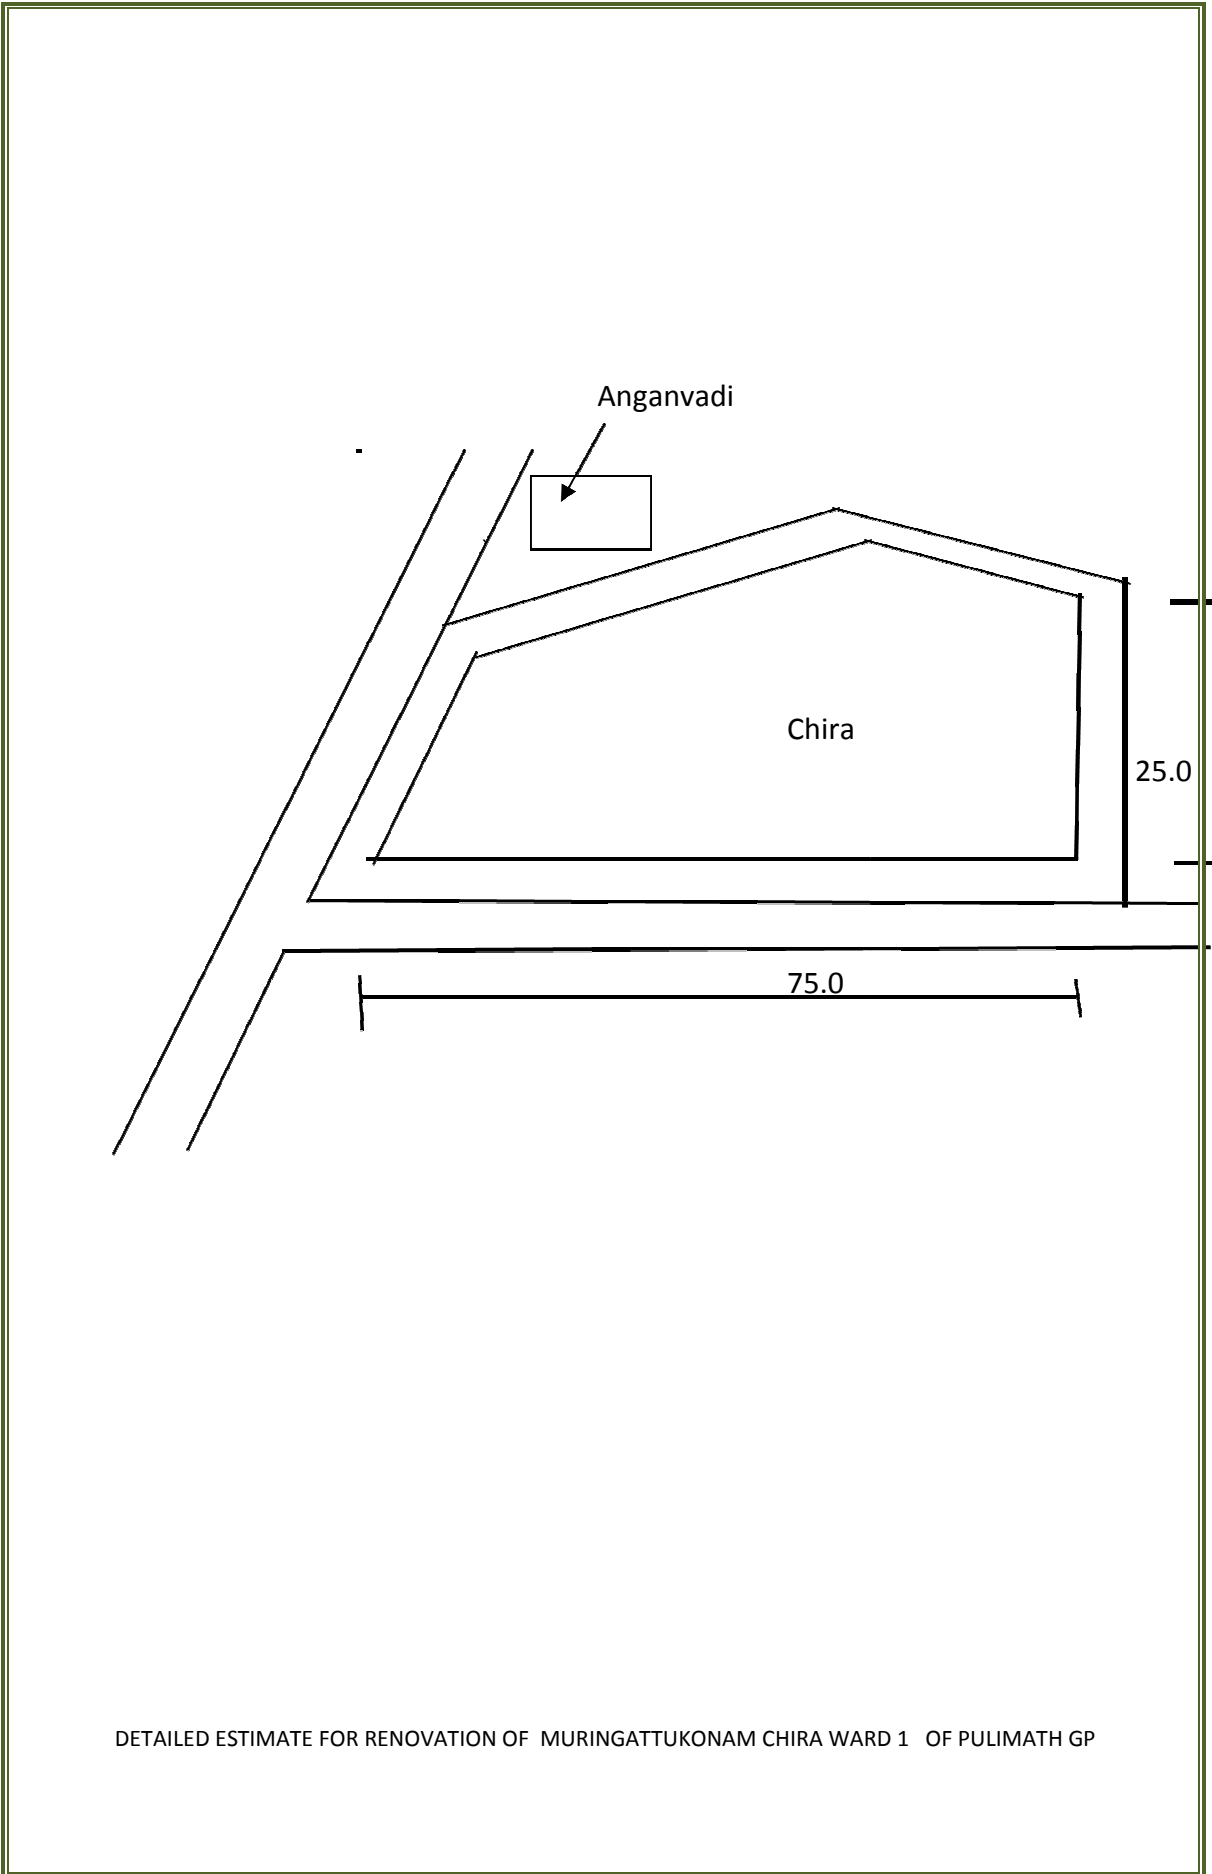 Anganvadi
Chira
25.0
75.0
DETAILED ESTIMATE FOR RENOVATION OF  MURINGATTUKONAM CHIRA WARD 1   OF PULIMATH GP